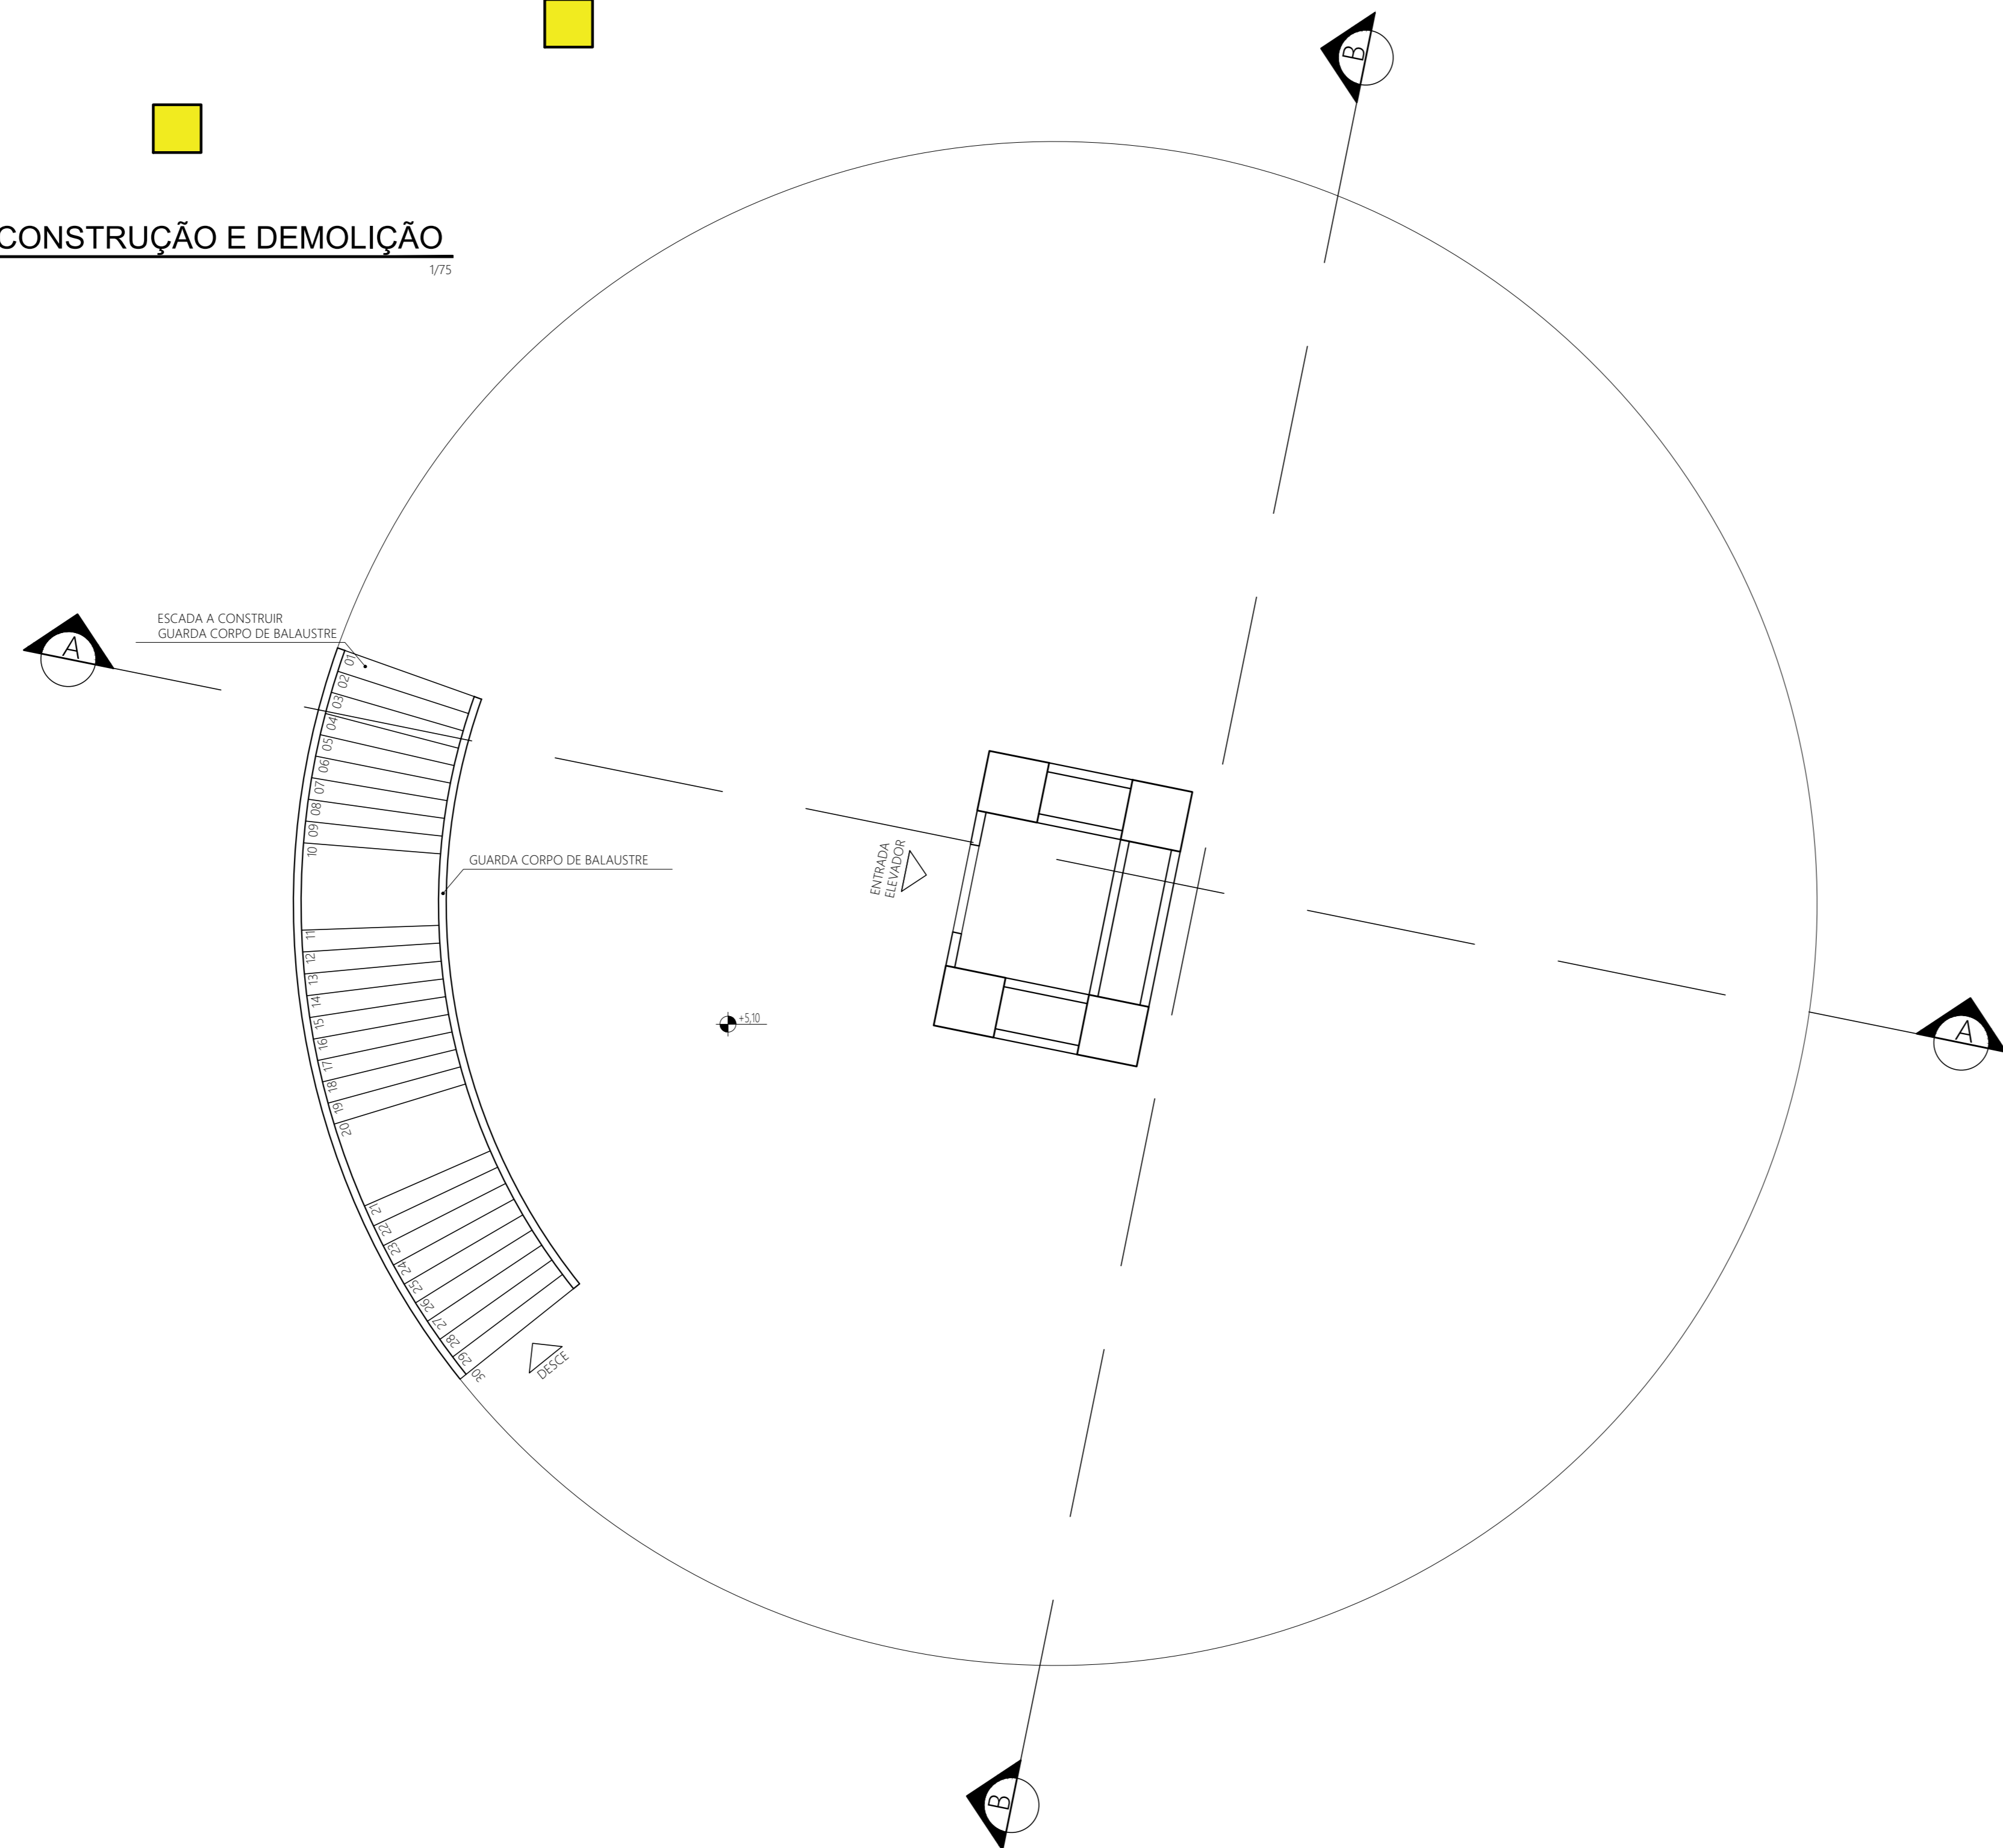 B
CONSTRUÇÃO E DEMOLIÇÃO
1/75
ESCADA A CONSTRUIR
GUARDA CORPO DE BALAUSTRE
A
01
02
03
04
05
06
07
08
09
10
GUARDA CORPO DE BALAUSTRE
ENTRADA
ELEVADOR
11
12
13
14
15
16
17
18
19
20
+5,10
A
21
22
23
24
25
26
27
28
29
30
DESCE
B